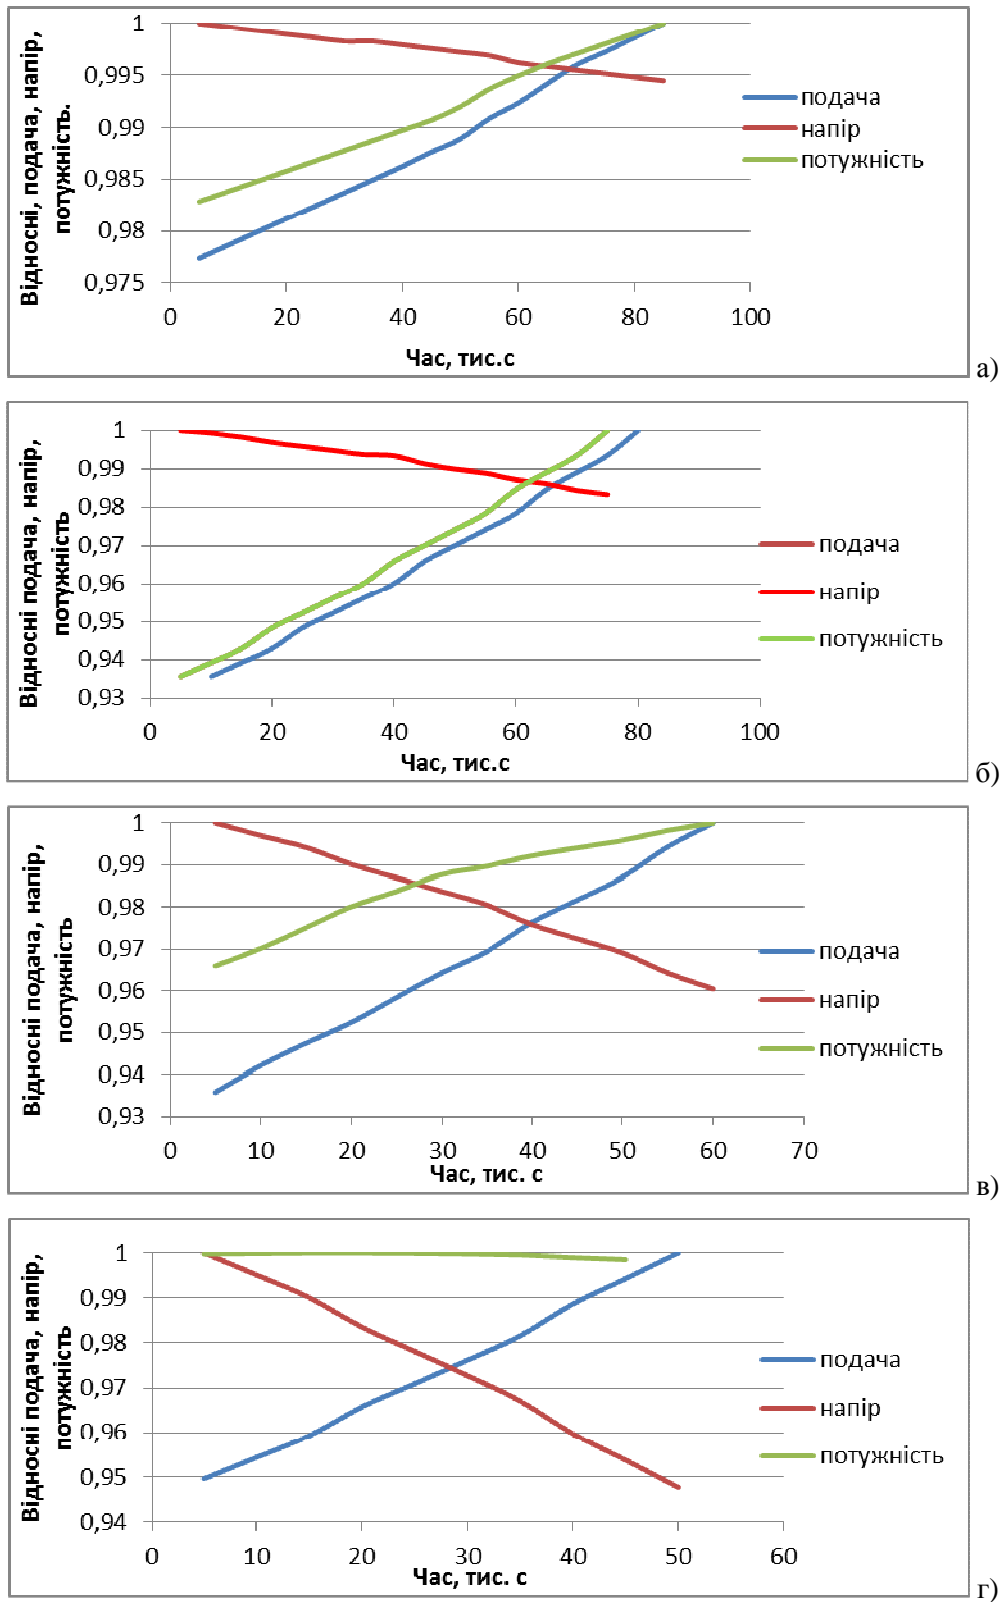 Відносні, подача, напір,
потужність.
1
0,995
0,99
0,985
0,98
0,975
0 20 40 60 80 100
Час, тис.с
подача
напір
потужність
а)
Відносні подача, напір,
потужність
1
0,99
0,98
0,97
0,96
0,95
0,94
0,93
0 20 40 60 80 100
Час, тис.с
подача
напір
потужність
б)
Відносні подача, напір,
потужність
1
0,99
0,98
0,97
0,96
0,95
0,94
0,93
0 10 20 30 40 50 60 70
Час, тис. с
подача
напір
потужність
в)
Відносні подача, напір,
потужність
1
0,99
0,98
0,97
0,96
0,95
0,94
0 10 20 30 40 50 60
Час, тис. с
подача
напір
потужність
г)